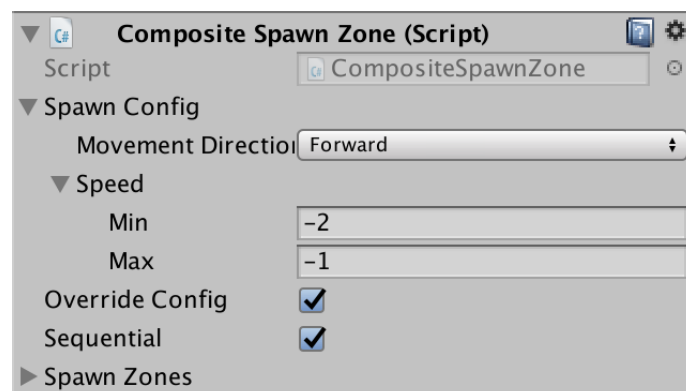 Composite Spawn Zone (Script)
Script CompositeSpawnZone
Spawn Config
Movement Directio Forward
Speed
Min -2
Max -1
Override Config
Sequential
Spawn Zones